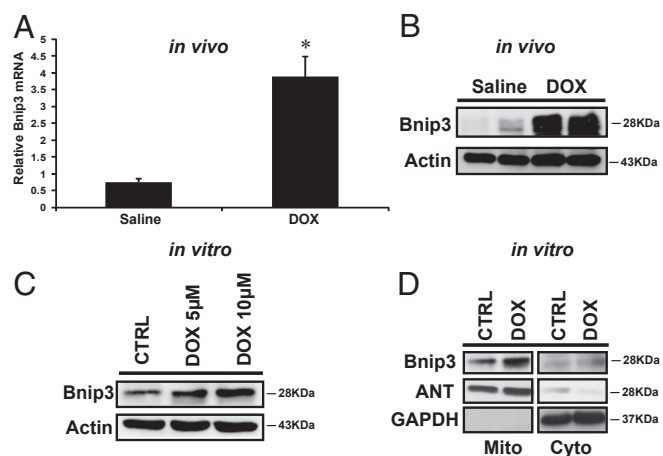 A
in vivo
Relative Bnip3 mRNA
5
4.5
4
3.5
3
2.5
2
1.5
1
0.5
0
*
Saline
DOX
B
in vivo
Saline DOX
Bnip3
28KDa
Actin
43KDa
C
in vitro
CTRL
DOX 5µM
DOX 10µM
Bnip3
28KDa
Actin
43KDa
D
in vitro
CTRL
DOX
CTRL
DOX
Bnip3
28KDa
ANT
28KDa
GAPDH
37KDa
Mito Cyto